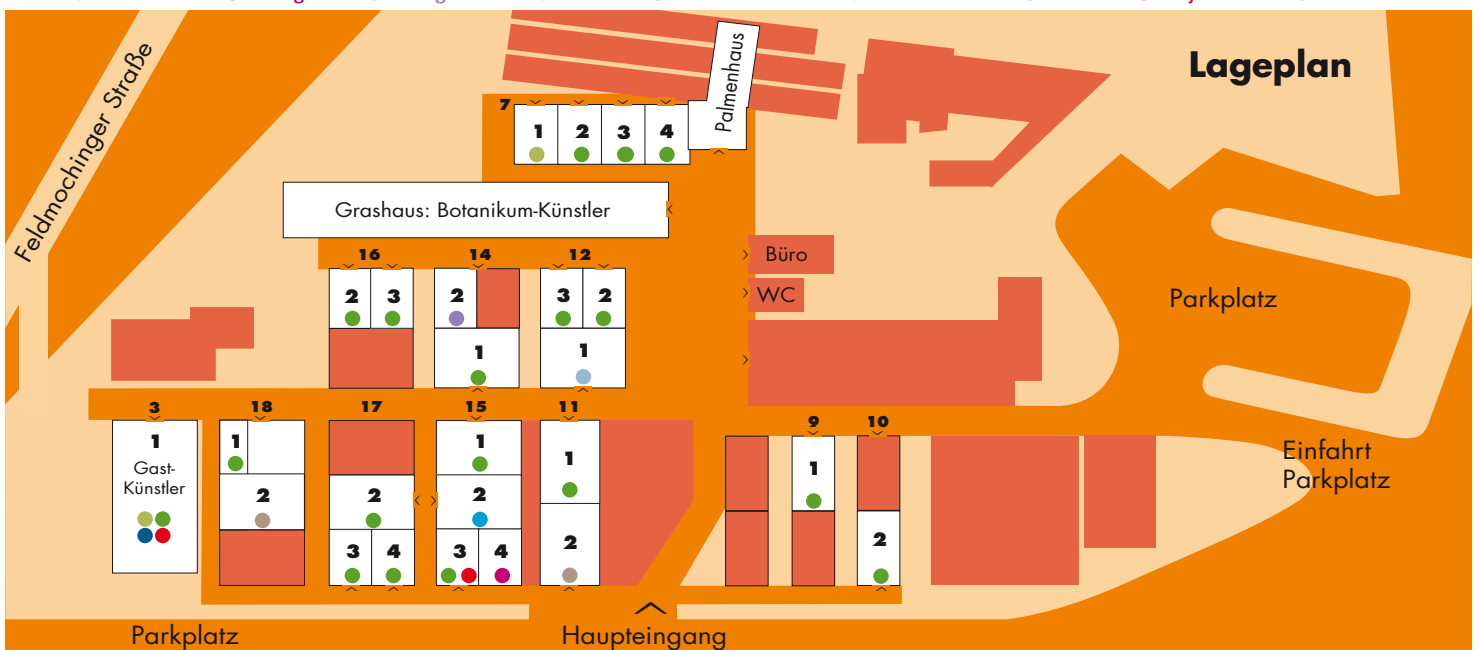 Lageplan
Feldmochinger Straße
Palmenhaus
7
1 2 3 4
Grashaus: Botanikum-Künstler
Büro
WC
Parkplatz
16 14 12
2 3 2 3 2
1 1
3 18 17 15 11 9 10
1
Gast-
Künstler
1
2
2
3 4
1
2
3 4
1
2
1
2
Einfahrt
Parkplatz
Parkplatz
Haupteingang